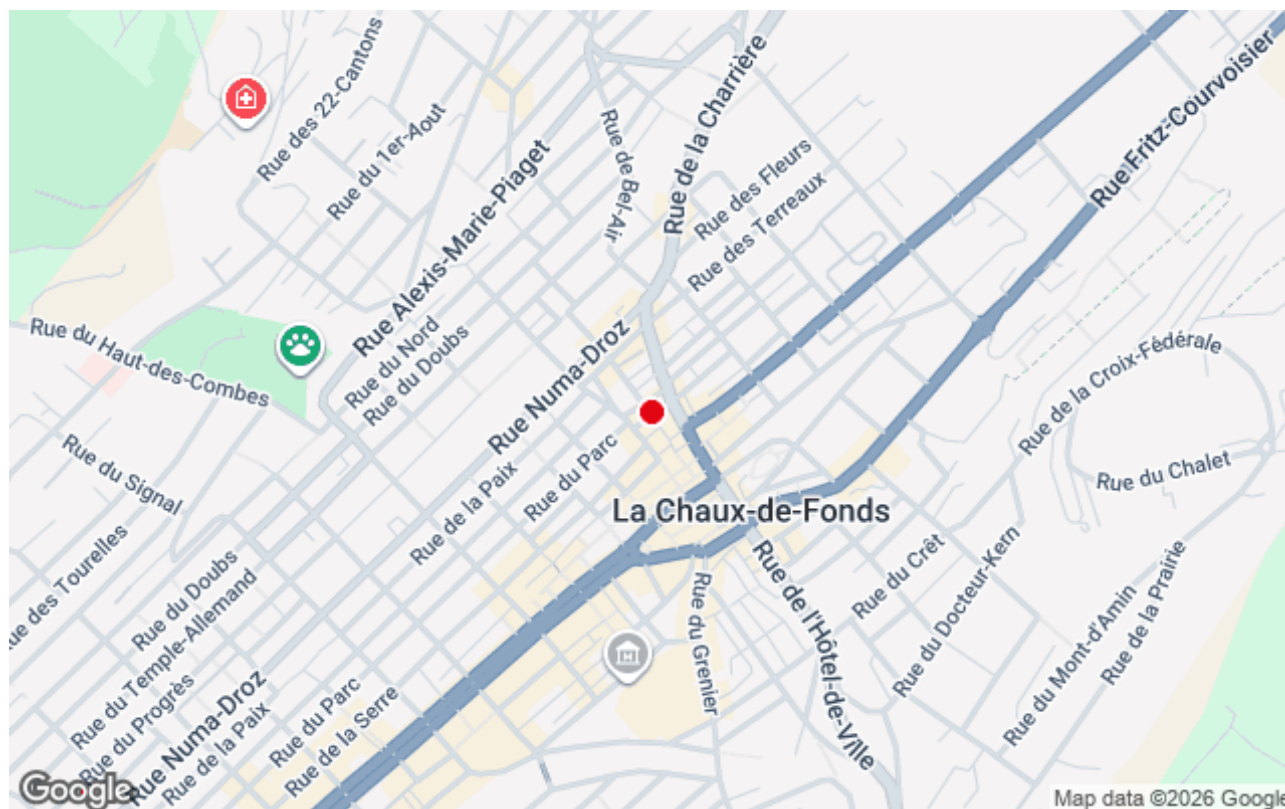 Rue des 22-Cantons
Rue du 1er-Aout
Rue de Bel-Air
Rue de la Charrière
Rue Fritz-Courvoisier
Rue des Fleurs
Rue des Terreaux
Rue Alexis-Marie-Piaget
Rue du Haut-des-Combes
Rue du Nord
Rue du Doubs
Rue Numa-Droz
Rue de la Croix-Fédérale
Rue du Chalet
Rue du Signal
Rue de la Paix
Rue du Parc
La Chaux-de-Fonds
Rue des Tourelles
Rue du Doubs
Rue du Temple-Allemand
Rue du Progrès
Rue Numa-Droz
Rue de la Paix
Rue du Parc
Rue de la Serre
Rue du Grenier
Rue de l'Hôtel-de-Ville
Rue du Crêt
Rue du Docteur-Kern
Rue du Mont-d'Amin
Rue de la Prairie
Google
Map data ©2026 Google